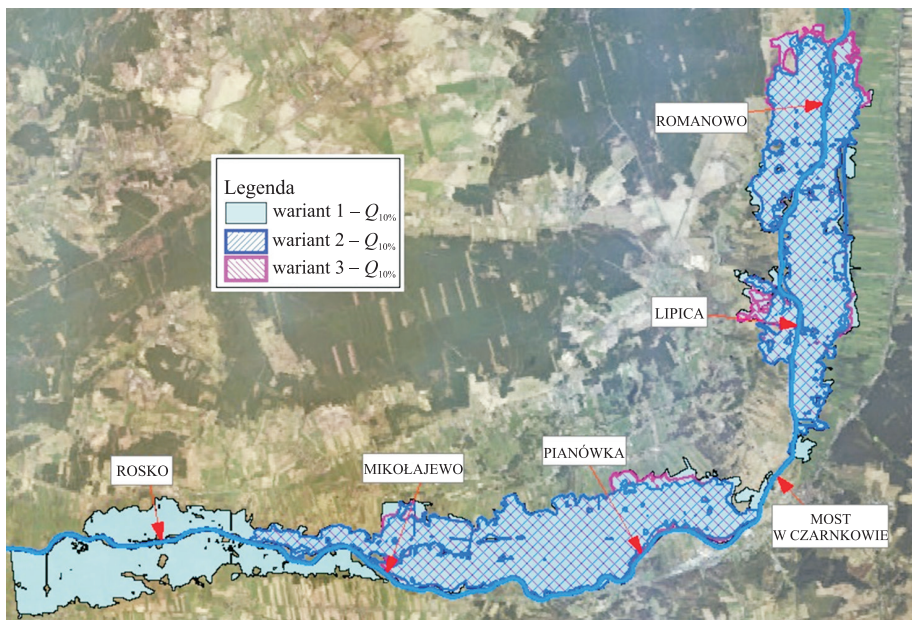 ROMANOWO
Legenda
wariant 1 – Q10%
wariant 2 – Q10%
wariant 3 – Q10%
LIPICA
PIANÓWKA
MIKOŁAJEWO
ROSKO
MOST
W CZARNKOWIE